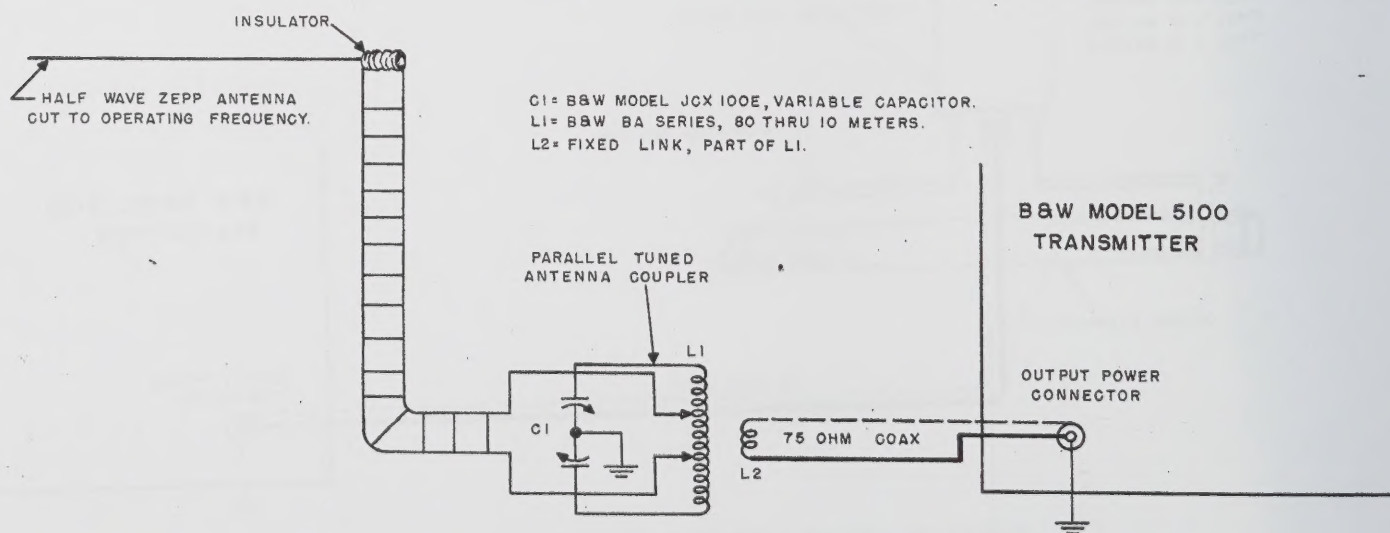 INSULATOR
HALF WAVE ZEPP ANTENNA
CUT TO OPERATING FREQUENCY.
C1= B&W MODEL JCX 100E, VARIABLE CAPACITOR.
L1= B&W BA SERIES, 80 THRU 10 METERS.
L2= FIXED LINK, PART OF L1.
B&W MODEL 5100
TRANSMITTER
PARALLEL TUNED
ANTENNA COUPLER
L1
OUTPUT POWER
CONNECTOR
C1
75 OHM COAX
L2